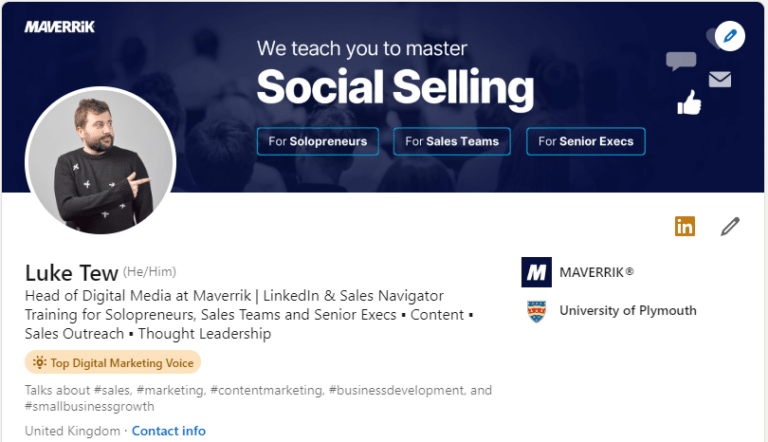 MAVERRIK
We teach you to master
Social Selling
For Solopreneurs
For Sales Teams
For Senior Execs
in
Luke Tew (He/Him)
Head of Digital Media at Maverrik | LinkedIn & Sales Navigator
Training for Solopreneurs, Sales Teams and Senior Execs ▪ Content ▪
Sales Outreach ▪ Thought Leadership
Top Digital Marketing Voice
Talks about #sales, #marketing, #contentmarketing, #businessdevelopment, and
#smallbusinessgrowth
United Kingdom · Contact info
M MAVERRIK®
University of Plymouth